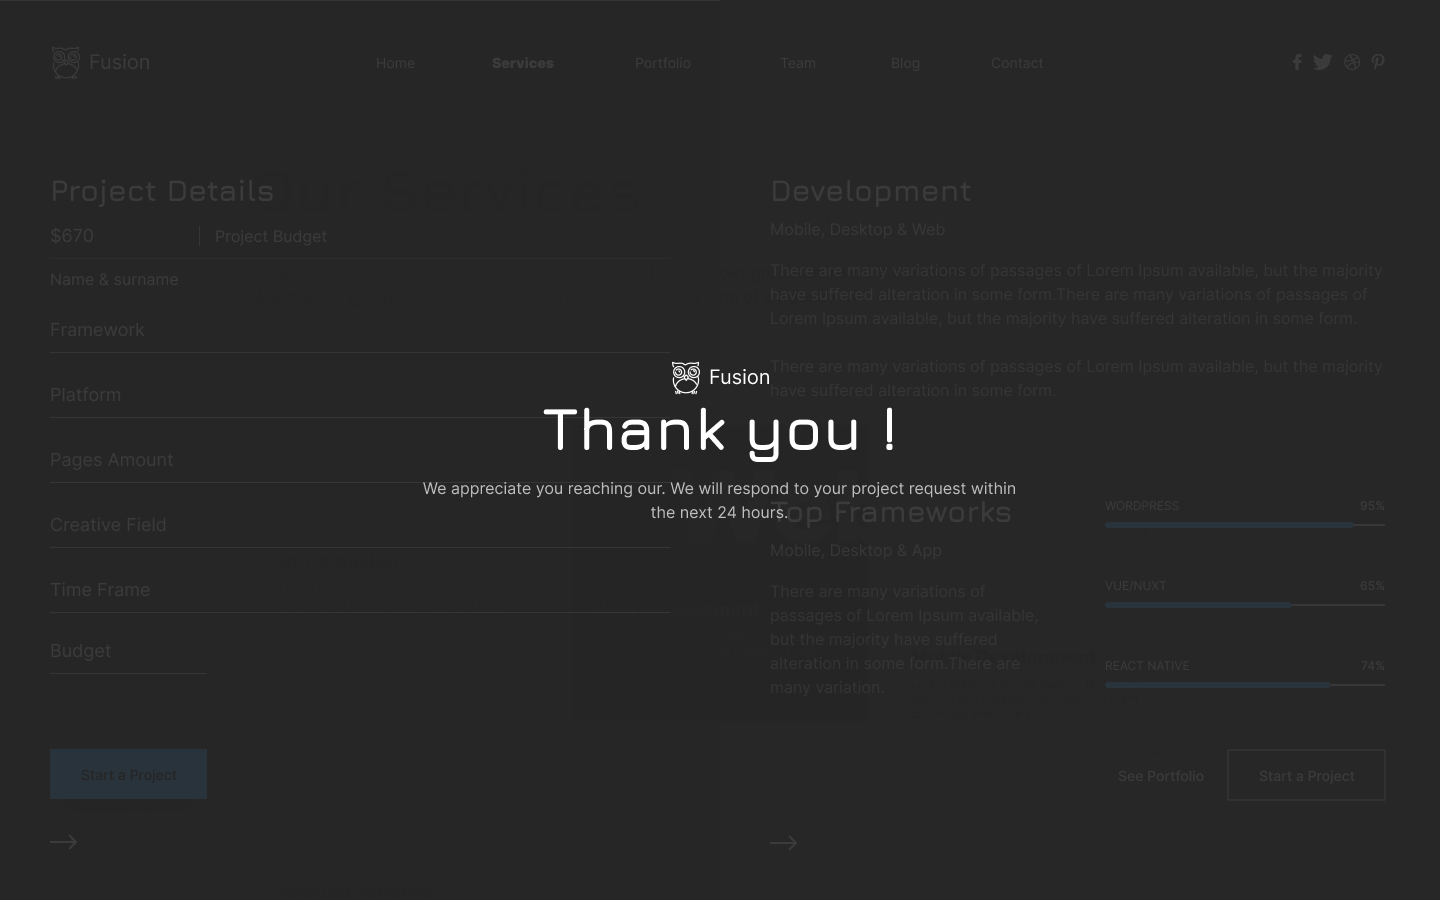 Fusion
Home
Services
Portfolio
Team
Blog
Contact
Our Services
Project Details
$670
Project Budget
Name & surname
Framework
Platform
Pages Amount
Creative Field
Time Frame
Budget
Start a Project
Development
Mobile, Desktop & Web
There are many variations of passages of Lorem Ipsum available, but the majority
have suffered alteration in some form.There are many variations of passages of
Lorem Ipsum available, but the majority have suffered alteration in some form.
There are many variations of passages of Lorem Ipsum available, but the majority
have suffered alteration in some form.
Fusion
Thank you !
We appreciate you reaching our. We will respond to your project request within
the next 24 hours.
Top Frameworks
Mobile, Desktop & App
There are many variations of
passages of Lorem Ipsum available,
but the majority have suffered
alteration in some form.There are
many variation.
WORDPRESS
95%
VUE/NUXT
65%
REACT NATIVE
74%
See Portfolio
Start a Project